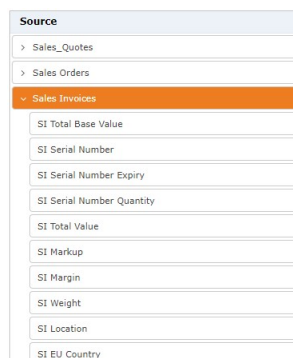 Source
Sales_Quotes
Sales Orders
Sales Invoices
SI Total Base Value
SI Serial Number
SI Serial Number Expiry
SI Serial Number Quantity
SI Total Value
SI Markup
SI Margin
SI Weight
SI Location
SI EU Country